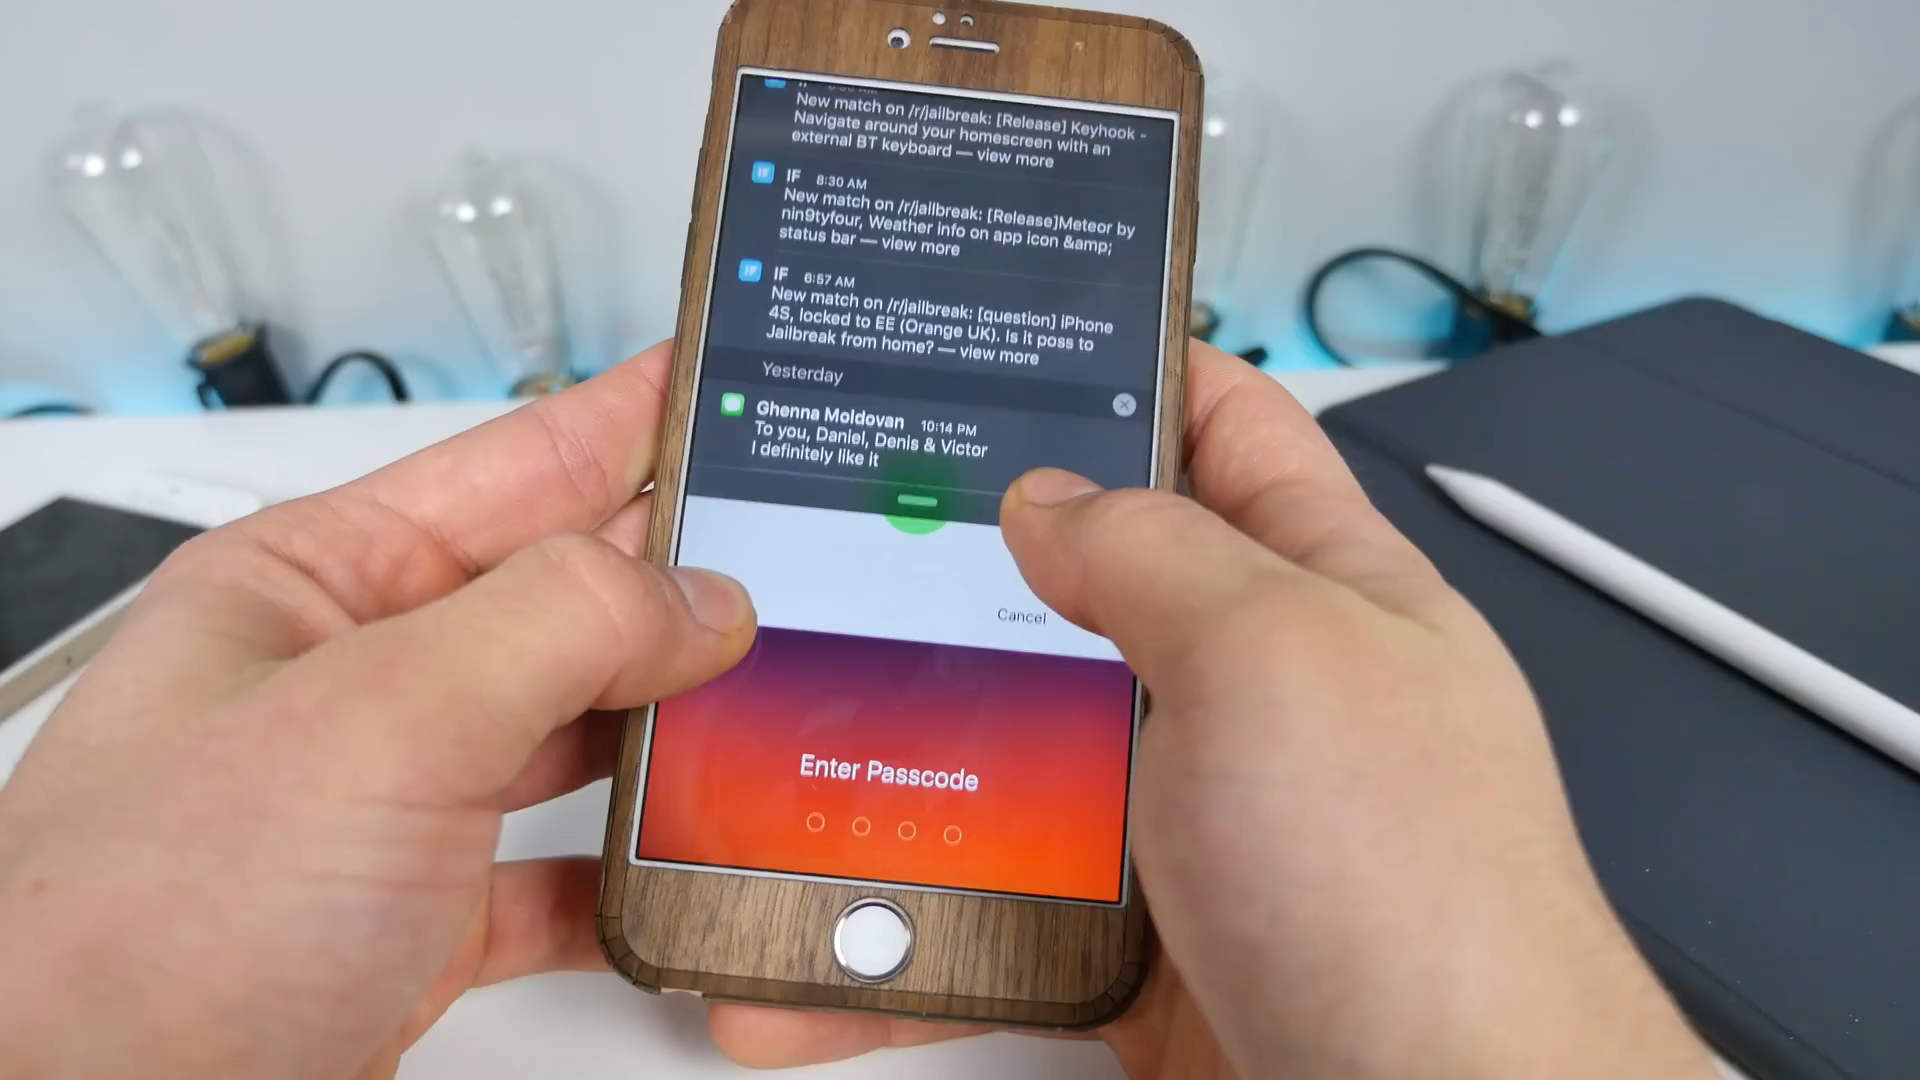 New match on /r/jailbreak: [Release] Keyhook -
Navigate around your homescreen with an
external BT keyboard — view more
IF 8:30 AM
New match on /r/jailbreak: [Release]Meteor by
nin9tyfour, Weather info on app icon &amp;
status bar — view more
IF 6:57 AM
New match on /r/jailbreak: [question] iPhone
4S, locked to EE (Orange UK). Is it poss to
Jailbreak from home? — view more
Yesterday
Ghenna Moldovan 10:14 PM
To you, Daniel, Denis & Victor
I definitely like it
Cancel
Enter Passcode